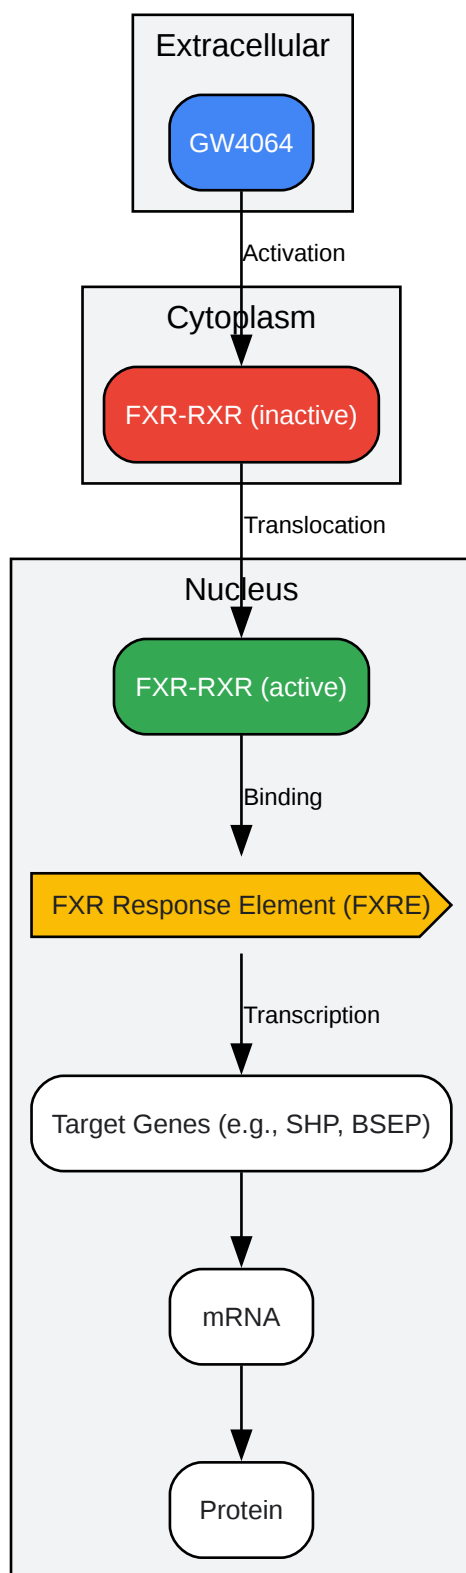 Extracellular
GW4064
Activation
Cytoplasm
FXR-RXR (inactive)
Translocation
Nucleus
FXR-RXR (active)
Binding
FXR Response Element (FXRE)
Transcription
Target Genes (e.g., SHP, BSEP)
mRNA
Protein